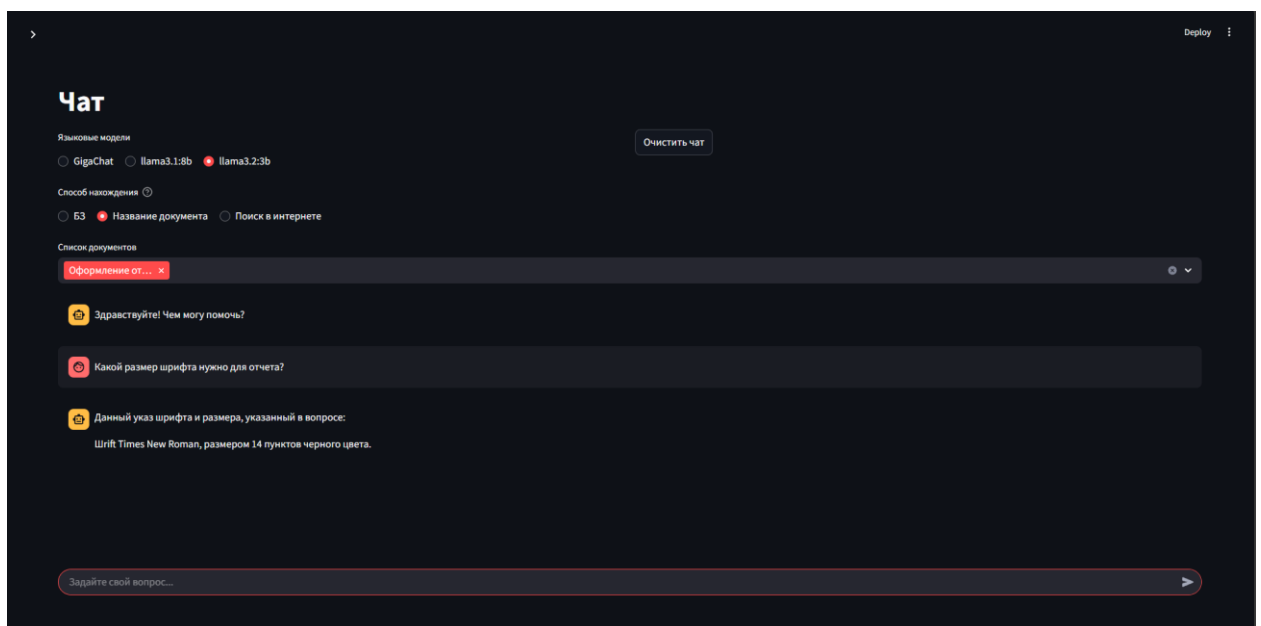 Deploy
Чат
Языковые модели
GigaChat llama3.1:8b llama3.2:3b
Очистить чат
Способ нахождения
БЗ Название документа Поиск в интернете
Список документов
Оформление от...
Здравствуйте! Чем могу помочь?
Какой размер шрифта нужно для отчета?
Данный указ шрифта и размера, указанный в вопросе:
Шrift Times New Roman, размером 14 пунктов черного цвета.
Задайте свой вопрос...